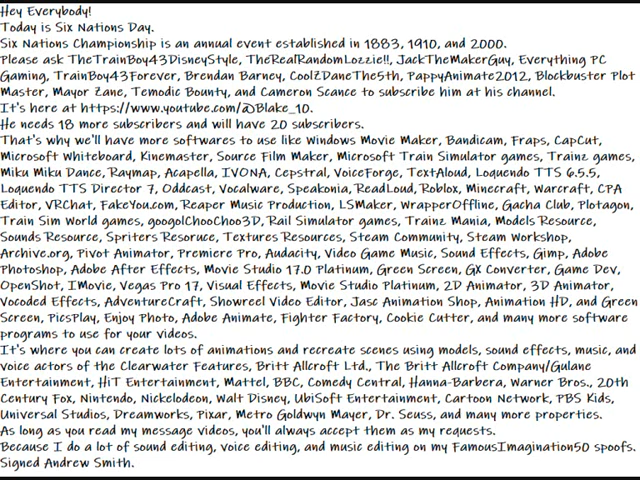 Hey Everybody!
Today is Six Nations Day.
Six Nations Championship is an annual event established in 1883, 1910, and 2000.
Please ask TheTrainBoy43DisneyStyle, TheRealRandomLozzie!!, JackTheMakerGuy, Everything PC
Gaming, TrainBoy43Forever, Brendan Barney, CoolZDaneThe5th, PappyAnimate2012, Blockbuster Plot
Master, Mayor Zane, Temodic Bounty, and Cameron Scance to subscribe him at his channel.
It's here at https://www.youtube.com/@Blake_10.
He needs 18 more subscribers and will have 20 subscribers.
That's why we'll have more softwares to use like Windows Movie Maker, Bandicam, Fraps, CapCut,
Microsoft Whiteboard, Kinemaster, Source Film Maker, Microsoft Train Simulator games, Trainz games,
Miku Miku Dance, Raymap, Acapella, IVONA, Cepstral, VoiceForge, TextAloud, Loquendo TTS 6.5.5,
Loquendo TTS Director 7, Oddcast, Vocalware, Speakonia, ReadLoud, Roblox, Minecraft, Warcraft, CPA
Editor, VRChat, FakeYou.com, Reaper Music Production, LSMaker, WrapperOffline, Gacha Club, Plotagon,
Train Sim World games, googolChooChoo3D, Rail Simulator games, Trainz Mania, Models Resource,
Sounds Resource, Spriters Resoruce, Textures Resources, Steam Community, Steam Workshop,
Archive.org, Pivot Animator, Premiere Pro, Audacity, Video Game Music, Sound Effects, Gimp, Adobe
Photoshop, Adobe After Effects, Movie Studio 17.0 Platinum, Green Screen, GX Converter, Game Dev,
OpenShot, IMovie, Vegas Pro 17, Visual Effects, Movie Studio Platinum, 2D Animator, 3D Animator,
Vocoded Effects, AdventureCraft, Showreel Video Editor, Jasc Animation Shop, Animation HD, and Green
Screen, PicsPlay, Enjoy Photo, Adobe Animate, Fighter Factory, Cookie Cutter, and many more software
programs to use for your videos.
It's where you can create lots of animations and recreate scenes using models, sound effects, music, and
voice actors of the Clearwater Features, Britt Allcroft Ltd., The Britt Allcroft Company/Gulane
Entertainment, HiT Entertainment, Mattel, BBC, Comedy Central, Hanna-Barbera, Warner Bros., 20th
Century Fox, Nintendo, Nickelodeon, Walt Disney, UbiSoft Entertainment, Cartoon Network, PBS Kids,
Universal Studios, Dreamworks, Pixar, Metro Goldwyn Mayer, Dr. Seuss, and many more properties.
As long as you read my message videos, you'll always accept them as my requests.
Because I do a lot of sound editing, voice editing, and music editing on my FamousImagination50 spoofs.
Signed Andrew Smith.